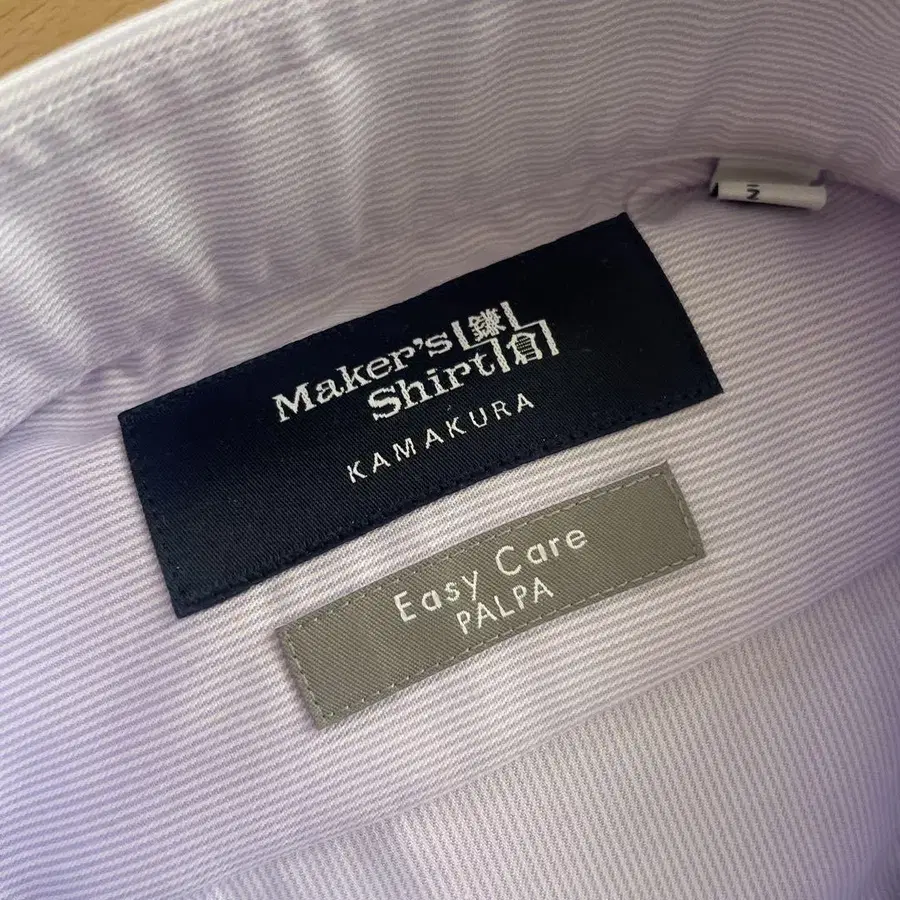 Maker's 鎌
Shirt 倉
KAMAKURA
Easy Care
PALPA